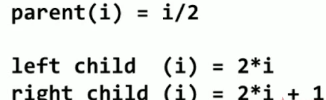 parent(i) = i/2
left child (i) = 2*i
right child (i) = 2*i + 1